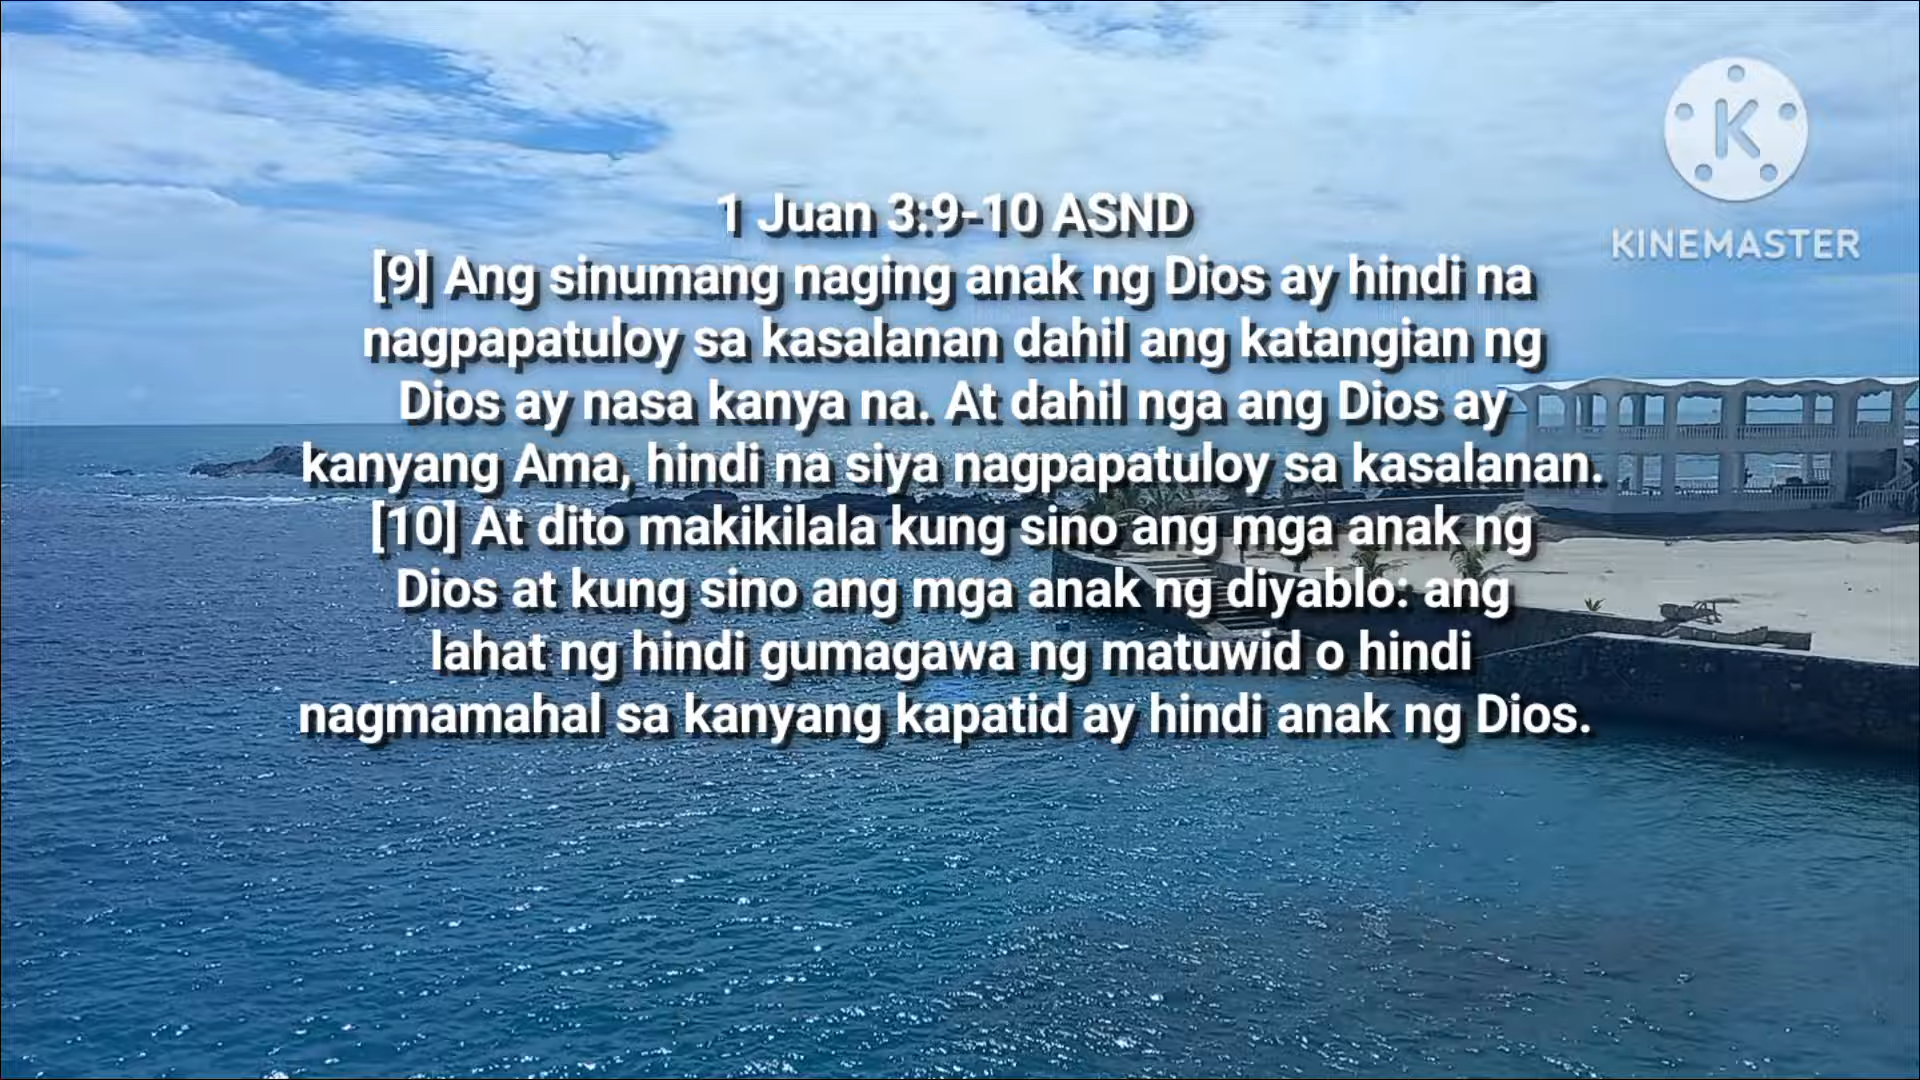 1 Juan 3:9-10 ASND
[9] Ang sinumang naging anak ng Dios ay hindi na
nagpapatuloy sa kasalanan dahil ang katangian ng
Dios ay nasa kanya na. At dahil nga ang Dios ay
kanyang Ama, hindi na siya nagpapatuloy sa kasalanan.
[10] At dito makikilala kung sino ang mga anak ng
Dios at kung sino ang mga anak ng diyablo: ang
lahat ng hindi gumagawa ng matuwid o hindi
nagmamahal sa kanyang kapatid ay hindi anak ng Dios.
K
KINEMASTER